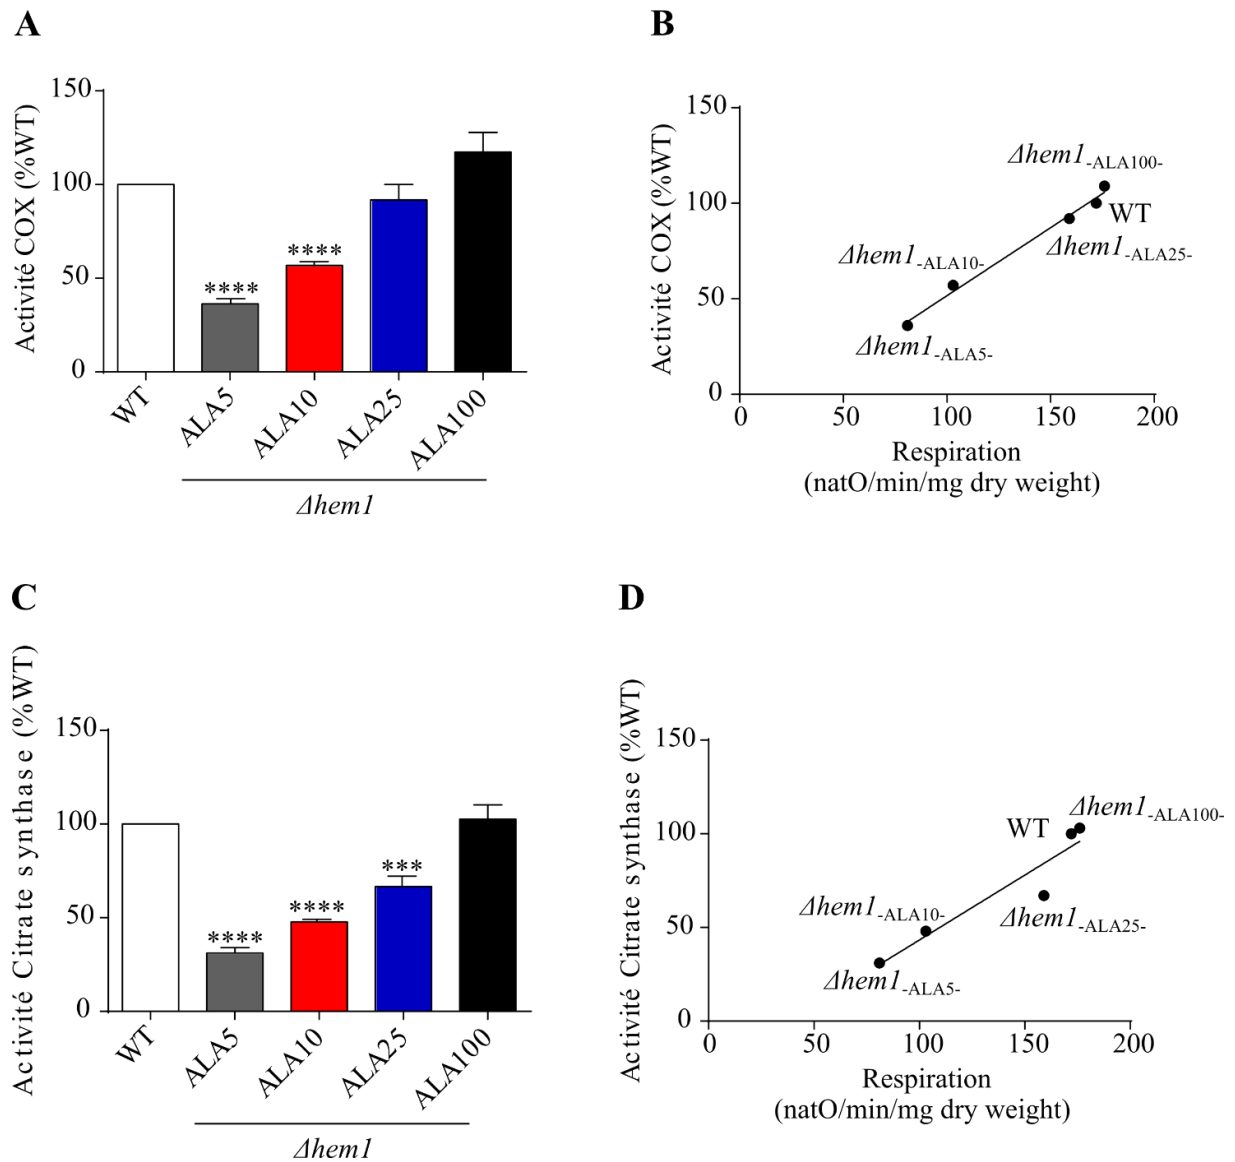 A
Activité COX (%WT)
150
100
50
0
****
****
WT
ALA5
ALA10
ALA25
ALA100
Δhem1
B
Activité COX (%WT)
150
100
50
0
Δhem1-ALA100-
WT
Δhem1-ALA25-
Δhem1-ALA10-
Δhem1-ALA5-
0 50 100 150 200
Respiration
(natO/min/mg dry weight)
C
Activité Citrate synthase (%WT)
150
100
50
0
****
****
***
WT
ALA5
ALA10
ALA25
ALA100
Δhem1
D
Activité Citrate synthase (%WT)
150
100
50
0
Δhem1-ALA100-
WT
Δhem1-ALA10-
Δhem1-ALA25-
Δhem1-ALA5-
0 50 100 150 200
Respiration
(natO/min/mg dry weight)